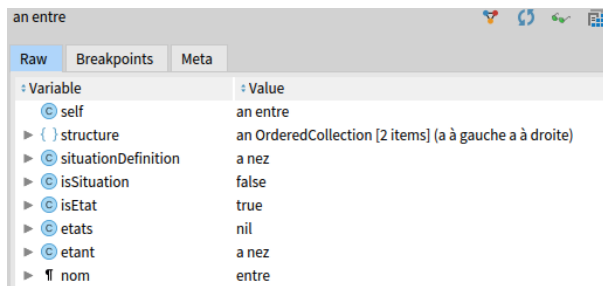 an entre
Raw Breakpoints Meta
Variable Value
self an entre
{ } structure an OrderedCollection [2 items] (a à gauche a à droite)
situationDefinition a nez
isSituation false
isEtat true
etats nil
etant a nez
¶ nom entre